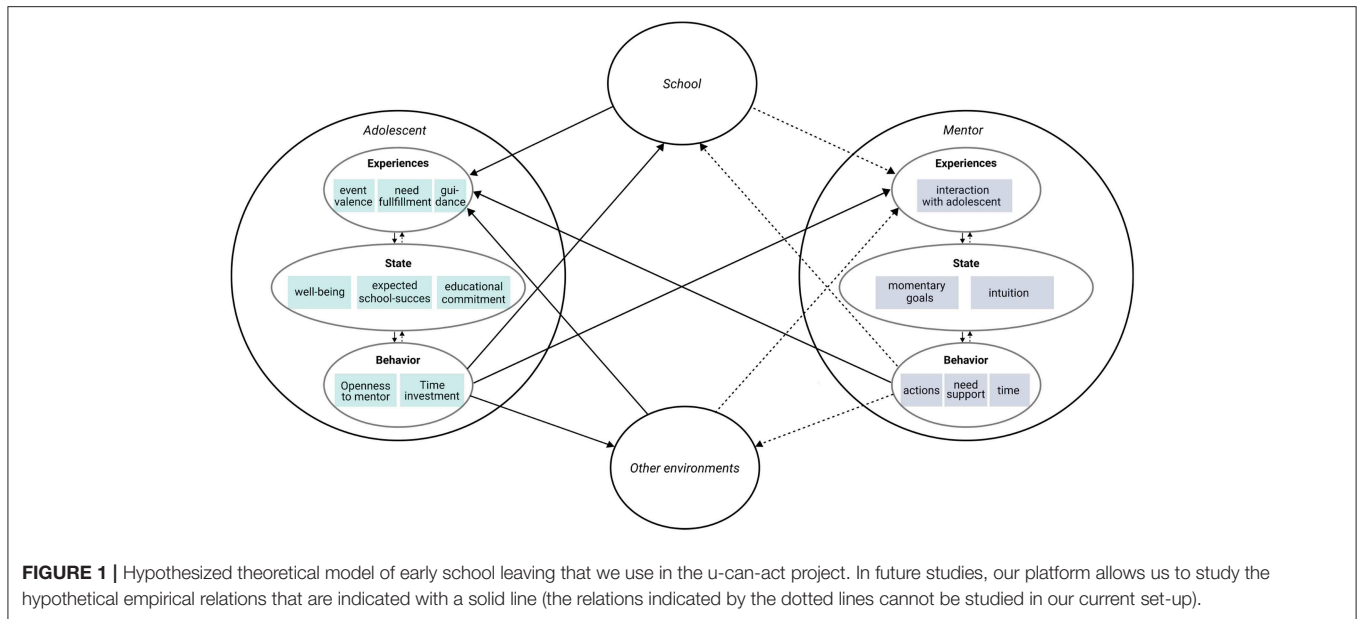 School
Adolescent
Experiences
event
valence
need
fullfillment
gui-
dance
State
well-being
expected
school-succes
educational
commitment
Behavior
Openness
to mentor
Time
investment
Mentor
Experiences
interaction
with adolescent
State
momentary
goals
intuition
Behavior
actions
need
support
time
Other environments
FIGURE 1 | Hypothesized theoretical model of early school leaving that we use in the u-can-act project. In future studies, our platform allows us to study the
hypothetical empirical relations that are indicated with a solid line (the relations indicated by the dotted lines cannot be studied in our current set-up).